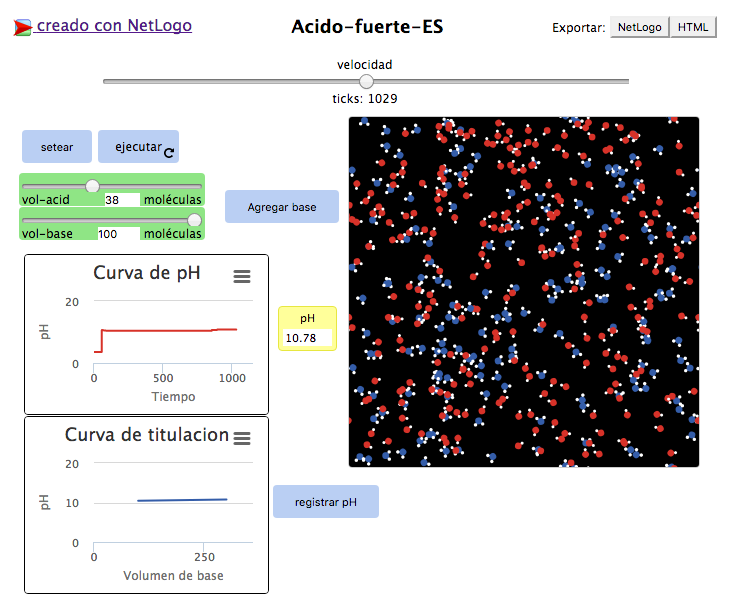 creado con NetLogo
Acido-fuerte-ES
Exportar: NetLogo HTML
velocidad
ticks: 1029
setear
ejecutar
vol-acid 38 moléculas
vol-base 100 moléculas
Agregar base
Curva de pH
20
0
pH
0 500 1000
Tiempo
pH
10.78
Curva de titulacion
20
10
0
pH
0 250
Volumen de base
registrar pH